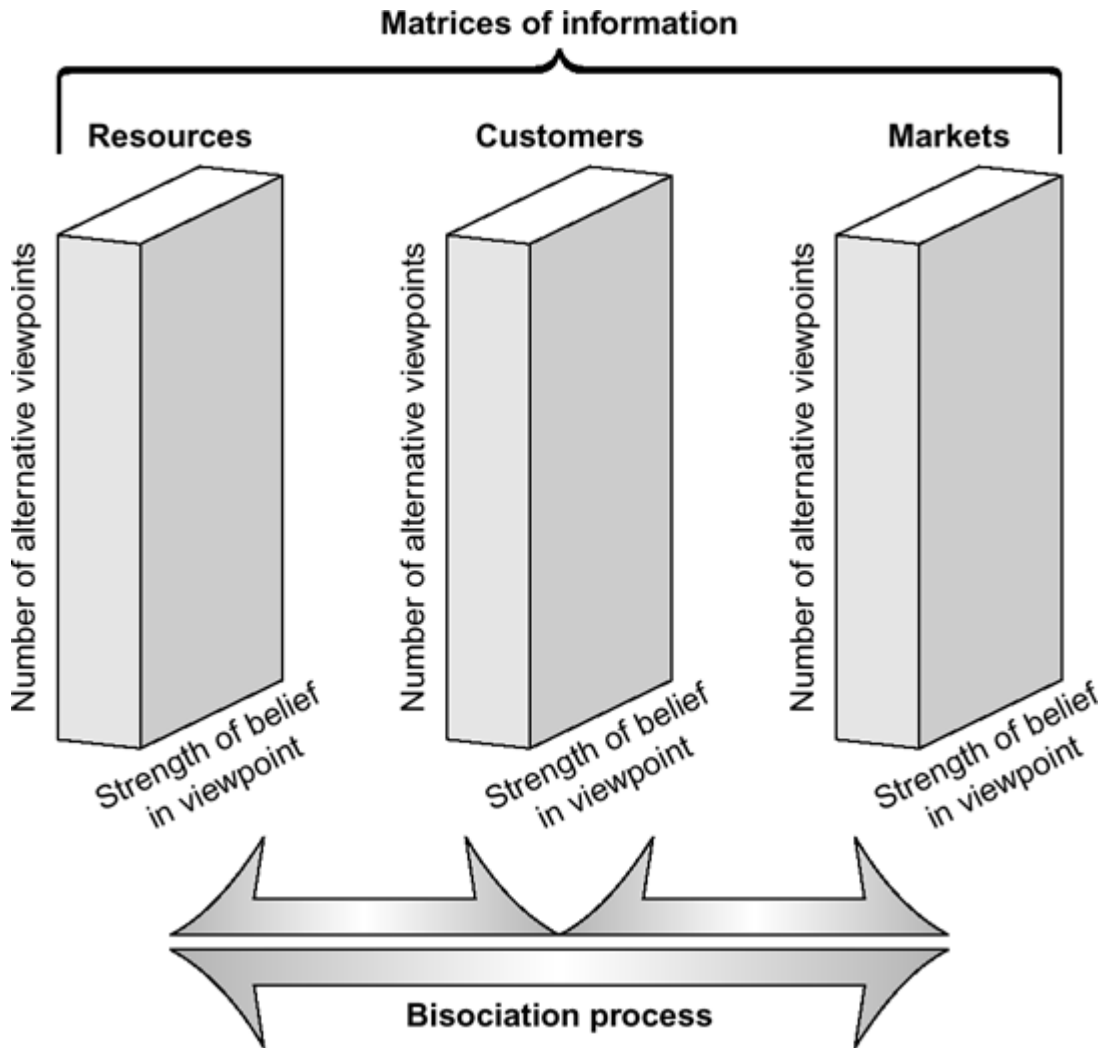 Matrices of information
Resources
Customers
Markets
Number of alternative viewpoints
Strength of belief
in viewpoint
Number of alternative viewpoints
Strength of belief
in viewpoint
Number of alternative viewpoints
Strength of belief
in viewpoint
Bisociation process